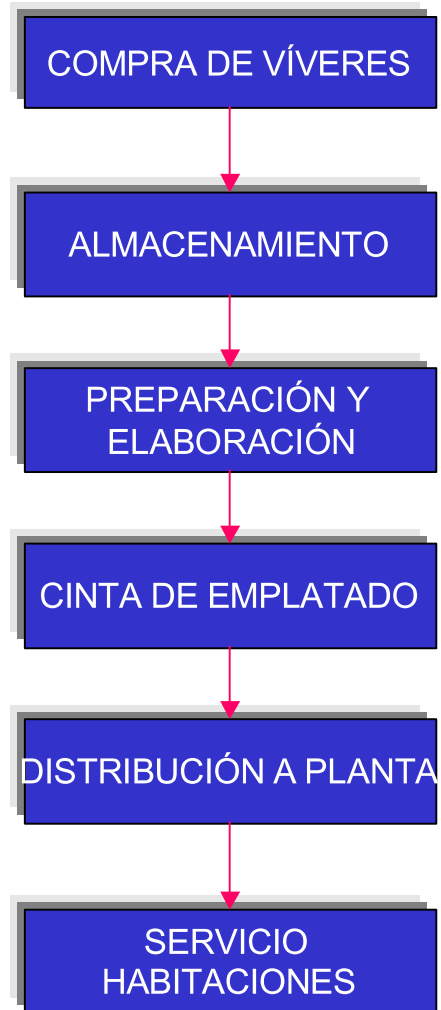 COMPRA DE VÍVERES
ALMACENAMIENTO
PREPARACIÓN Y
ELABORACIÓN
CINTA DE EMPLATADO
DISTRIBUCIÓN A PLANTA
SERVICIO
HABITACIONES